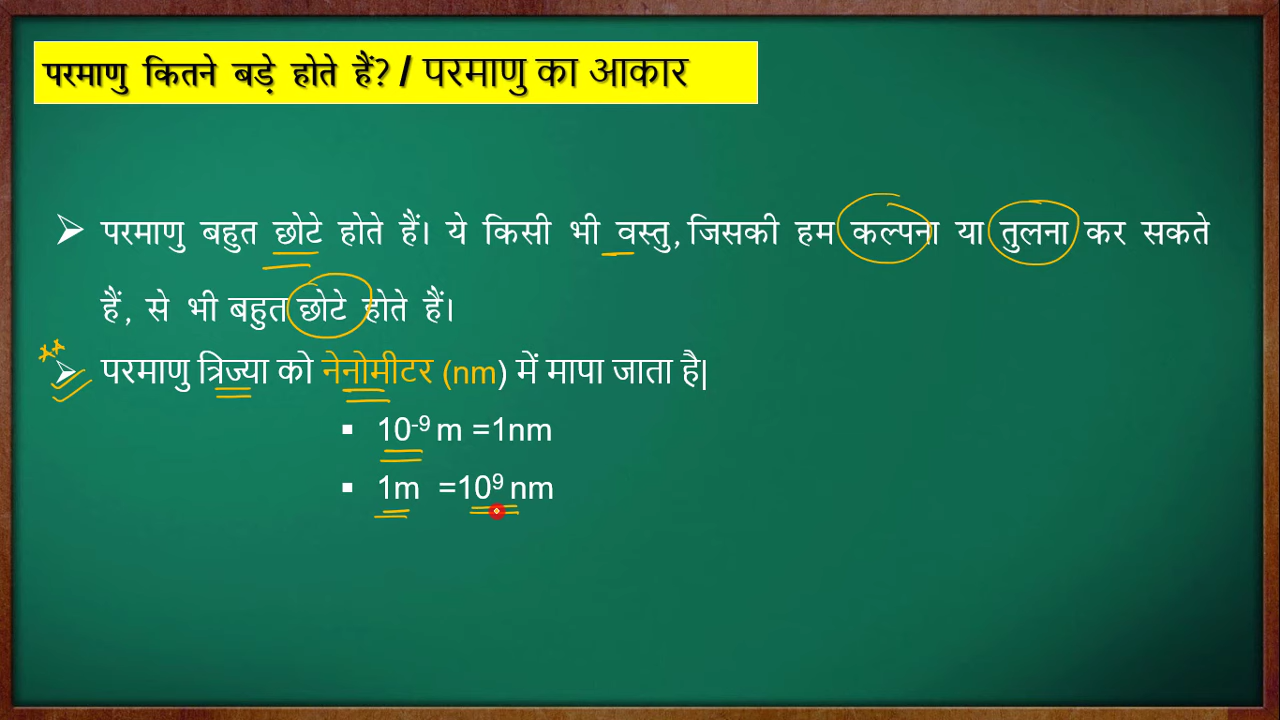 परमाणु कितने बड़े होते हैं? / परमाणु का आकार
➢ परमाणु बहुत छोटे होते हैं। ये किसी भी वस्तु, जिसकी हम कल्पना या तुलना कर सकते
हैं, से भी बहुत छोटे होते हैं।
➢ परमाणु त्रिज्या को नेनोमीटर (nm) में मापा जाता है|
▪ 10⁻⁹ m =1nm
▪ 1m =10⁹ nm